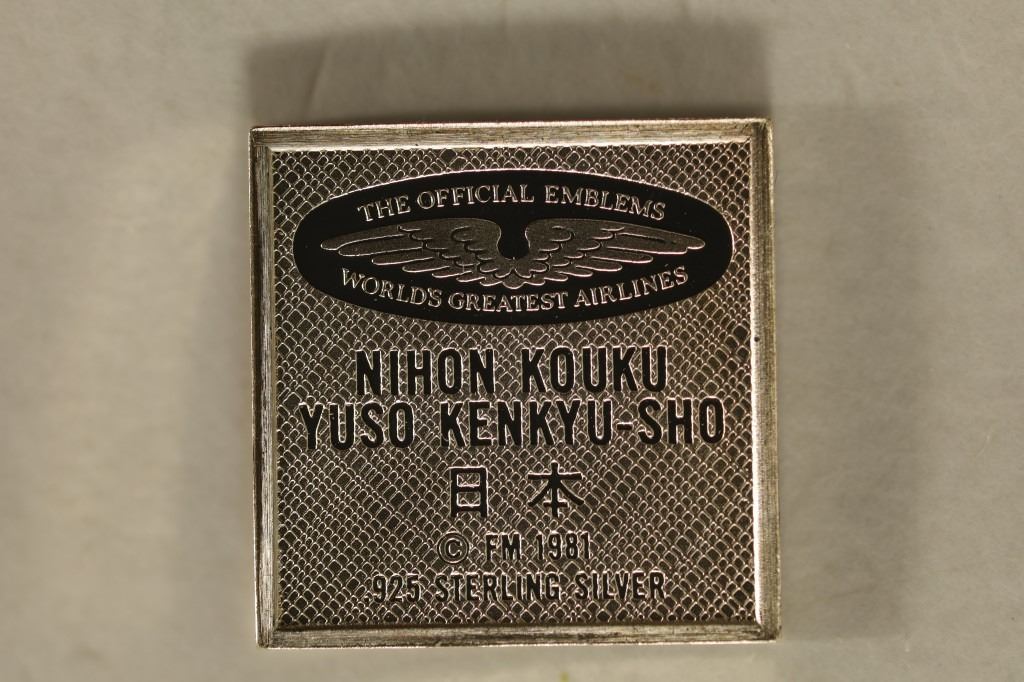 THE OFFICIAL EMBLEMS
WORLD'S GREATEST AIRLINES
NIHON KOUKU
YUSO KENKYU-SHO
日本
© FM 1981
.925 STERLING SILVER